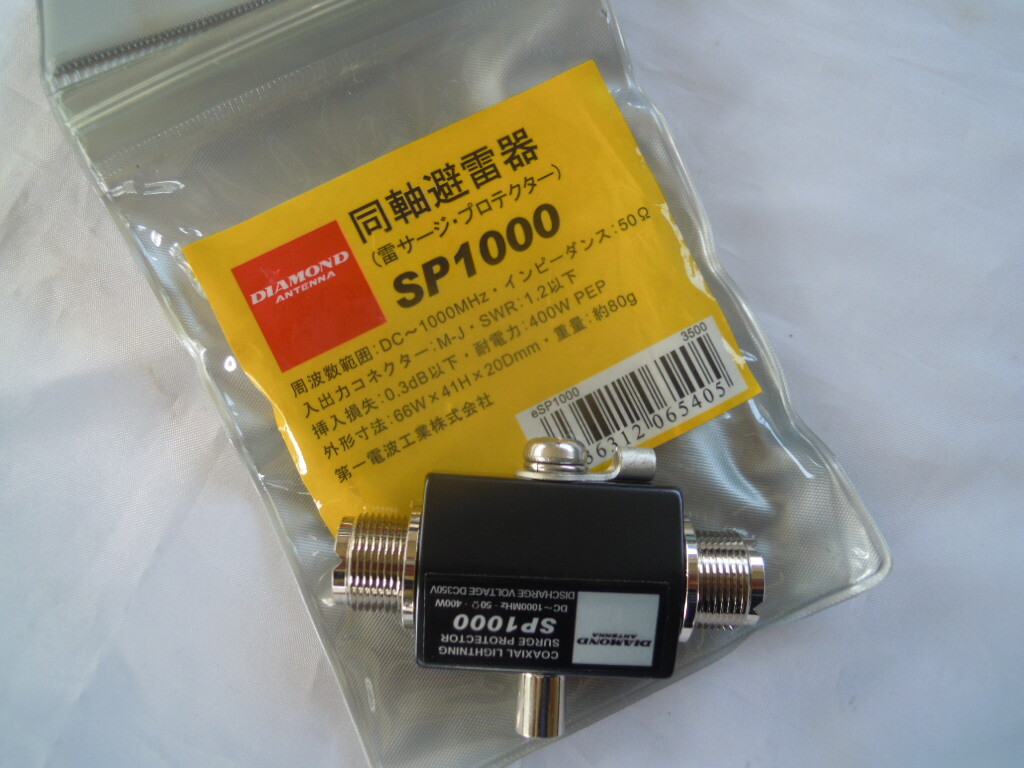 DIAMOND
ANTENNA
同軸避雷器
(雷サージ・プロテクター)
SP1000
周波数範囲:DC~1000MHz・インピーダンス:50Ω
入出力コネクター:M-J・SWR:1.2以下
挿入損失:0.3dB以下・耐電力:400W PEP
外形寸法:66W×41H×20Dmm・重量:約80g
第一電波工業株式会社
eSP1000
3500
36312 065405
DIAMOND
ANTENNA
COAXIAL LIGHTNING
SURGE PROTECTOR
SP1000
DC~1000MHz・50Ω・400W
DISCHARGE VOLTAGE DC350V